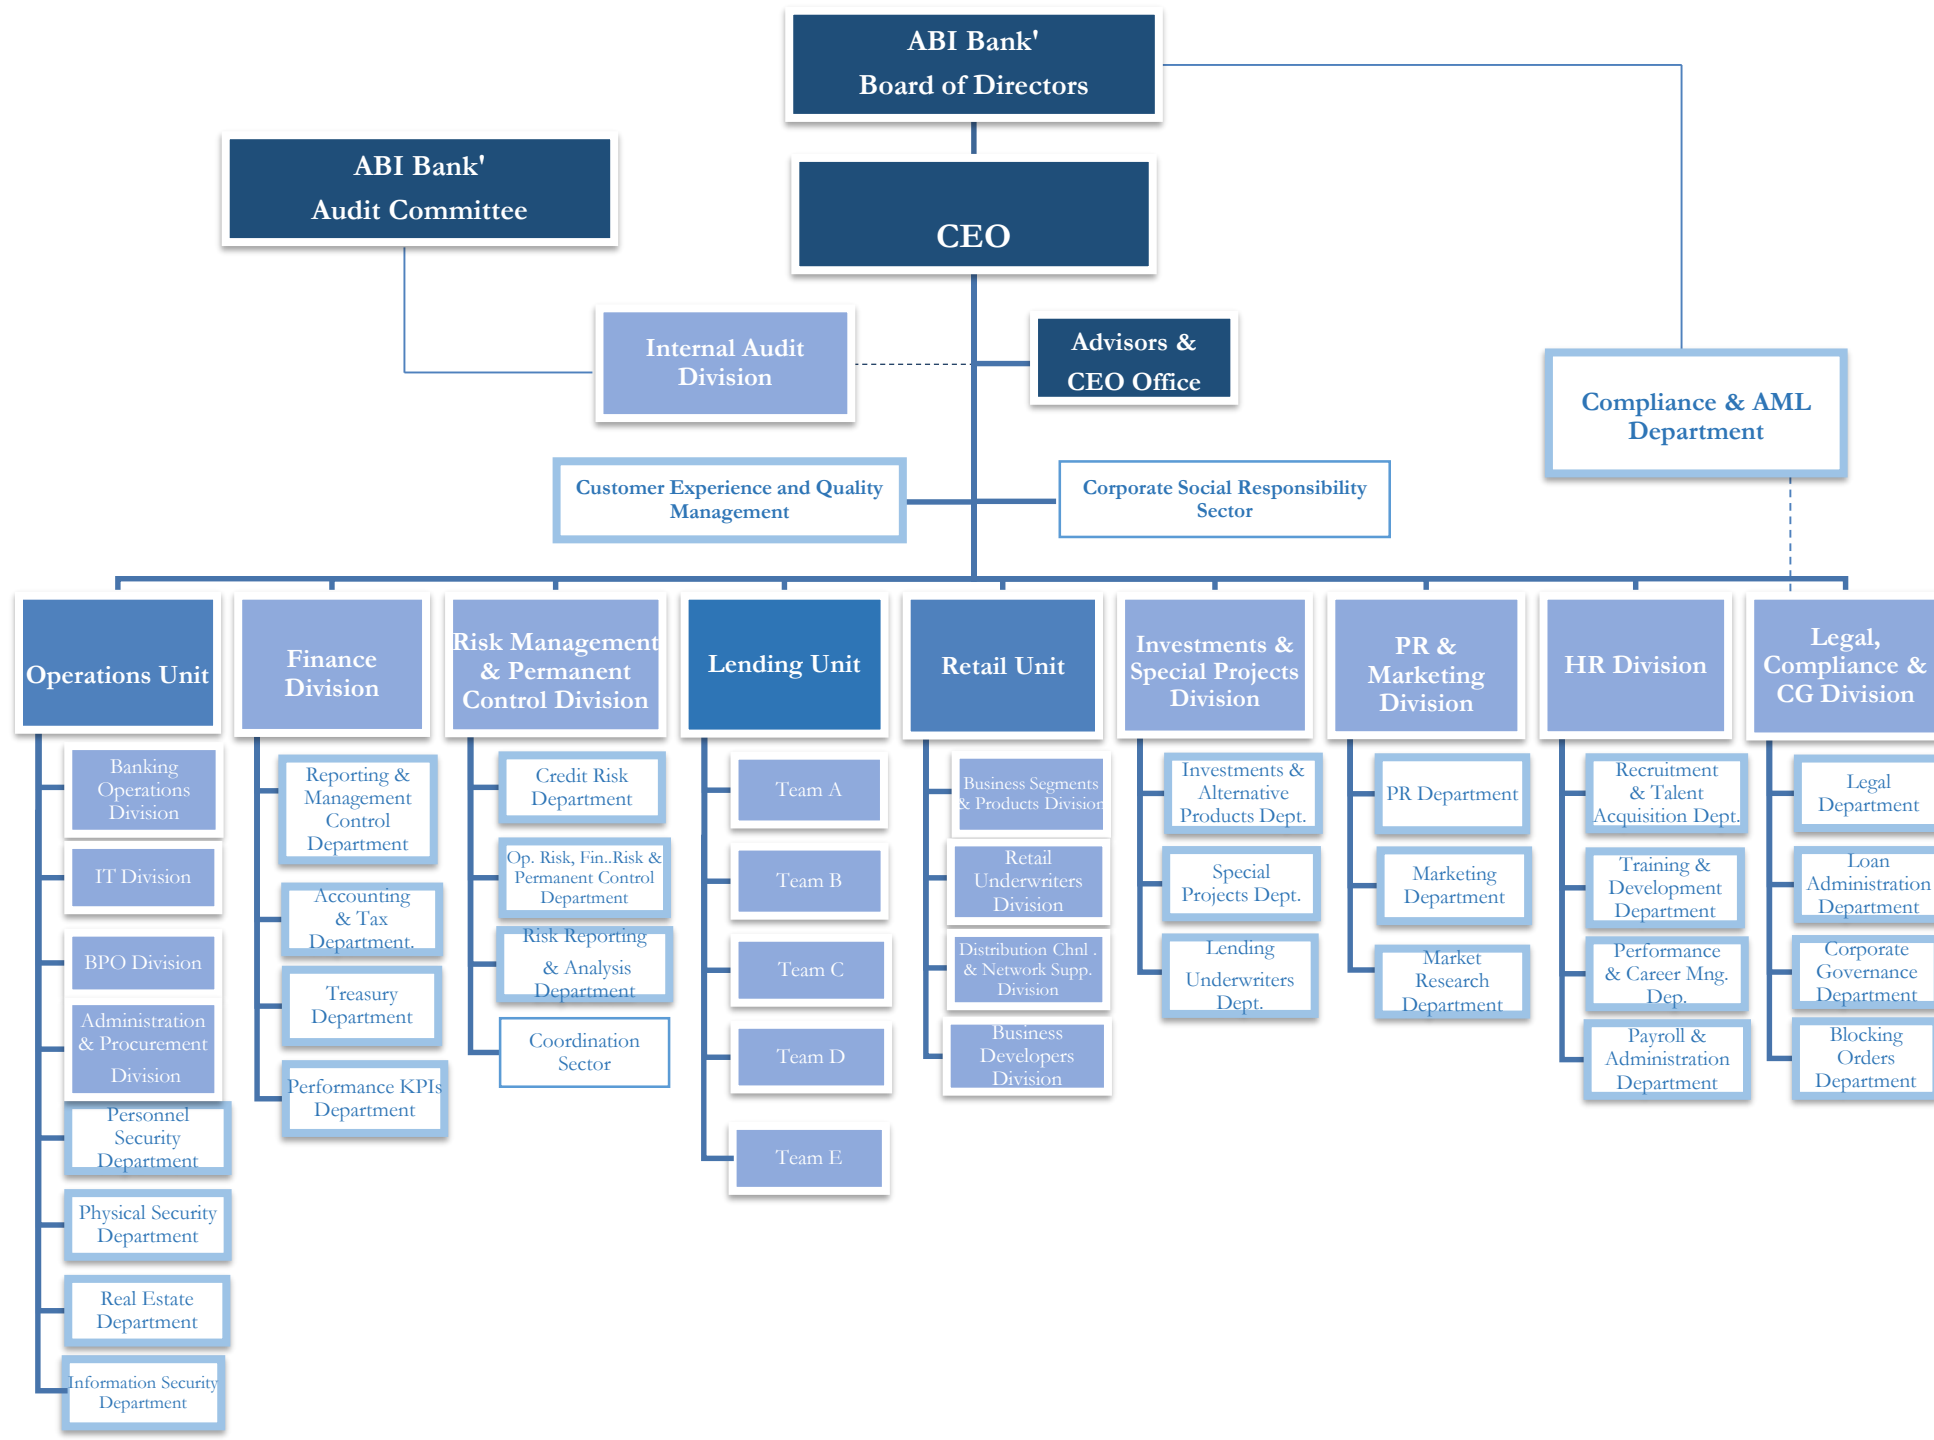 ABI Bank'
Board of Directors
ABI Bank'
Audit Committee
CEO
Internal Audit
Division
Advisors &
CEO Office
Compliance & AML
Department
Customer Experience and Quality
Management
Corporate Social Responsibility
Sector
Operations Unit
Banking
Operations
Division
IT Division
BPO Division
Administration
& Procurement
Division
Personnel
Security
Department
Physical Security
Department
Real Estate
Department
Information Security
Department
Finance
Division
Reporting &
Management
Control
Department
Accounting
& Tax
Department.
Treasury
Department
Performance KPIs
Department
Risk Management
& Permanent
Control Division
Credit Risk
Department
Op. Risk, Fin..Risk &
Permanent Control
Department
Risk Reporting
& Analysis
Department
Coordination
Sector
Lending Unit
Team A
Team B
Team C
Team D
Team E
Retail Unit
Business Segments
& Products Division
Retail
Underwriters
Division
Distribution Chnl .
& Network Supp.
Division
Business
Developers
Division
Investments &
Special Projects
Division
Investments &
Alternative
Products Dept.
Special
Projects Dept.
Lending
Underwriters
Dept.
PR &
Marketing
Division
PR Department
Marketing
Department
Market
Research
Department
HR Division
Recruitment
& Talent
Acquisition Dept.
Training &
Development
Department
Performance
& Career Mng.
Dep.
Payroll &
Administration
Department
Legal,
Compliance &
CG Division
Legal
Department
Loan
Administration
Department
Corporate
Governance
Department
Blocking
Orders
Department